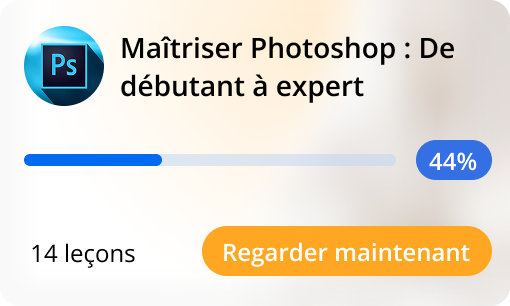 Ps
Maîtriser Photoshop : De
débutant à expert
44%
14 leçons
Regarder maintenant